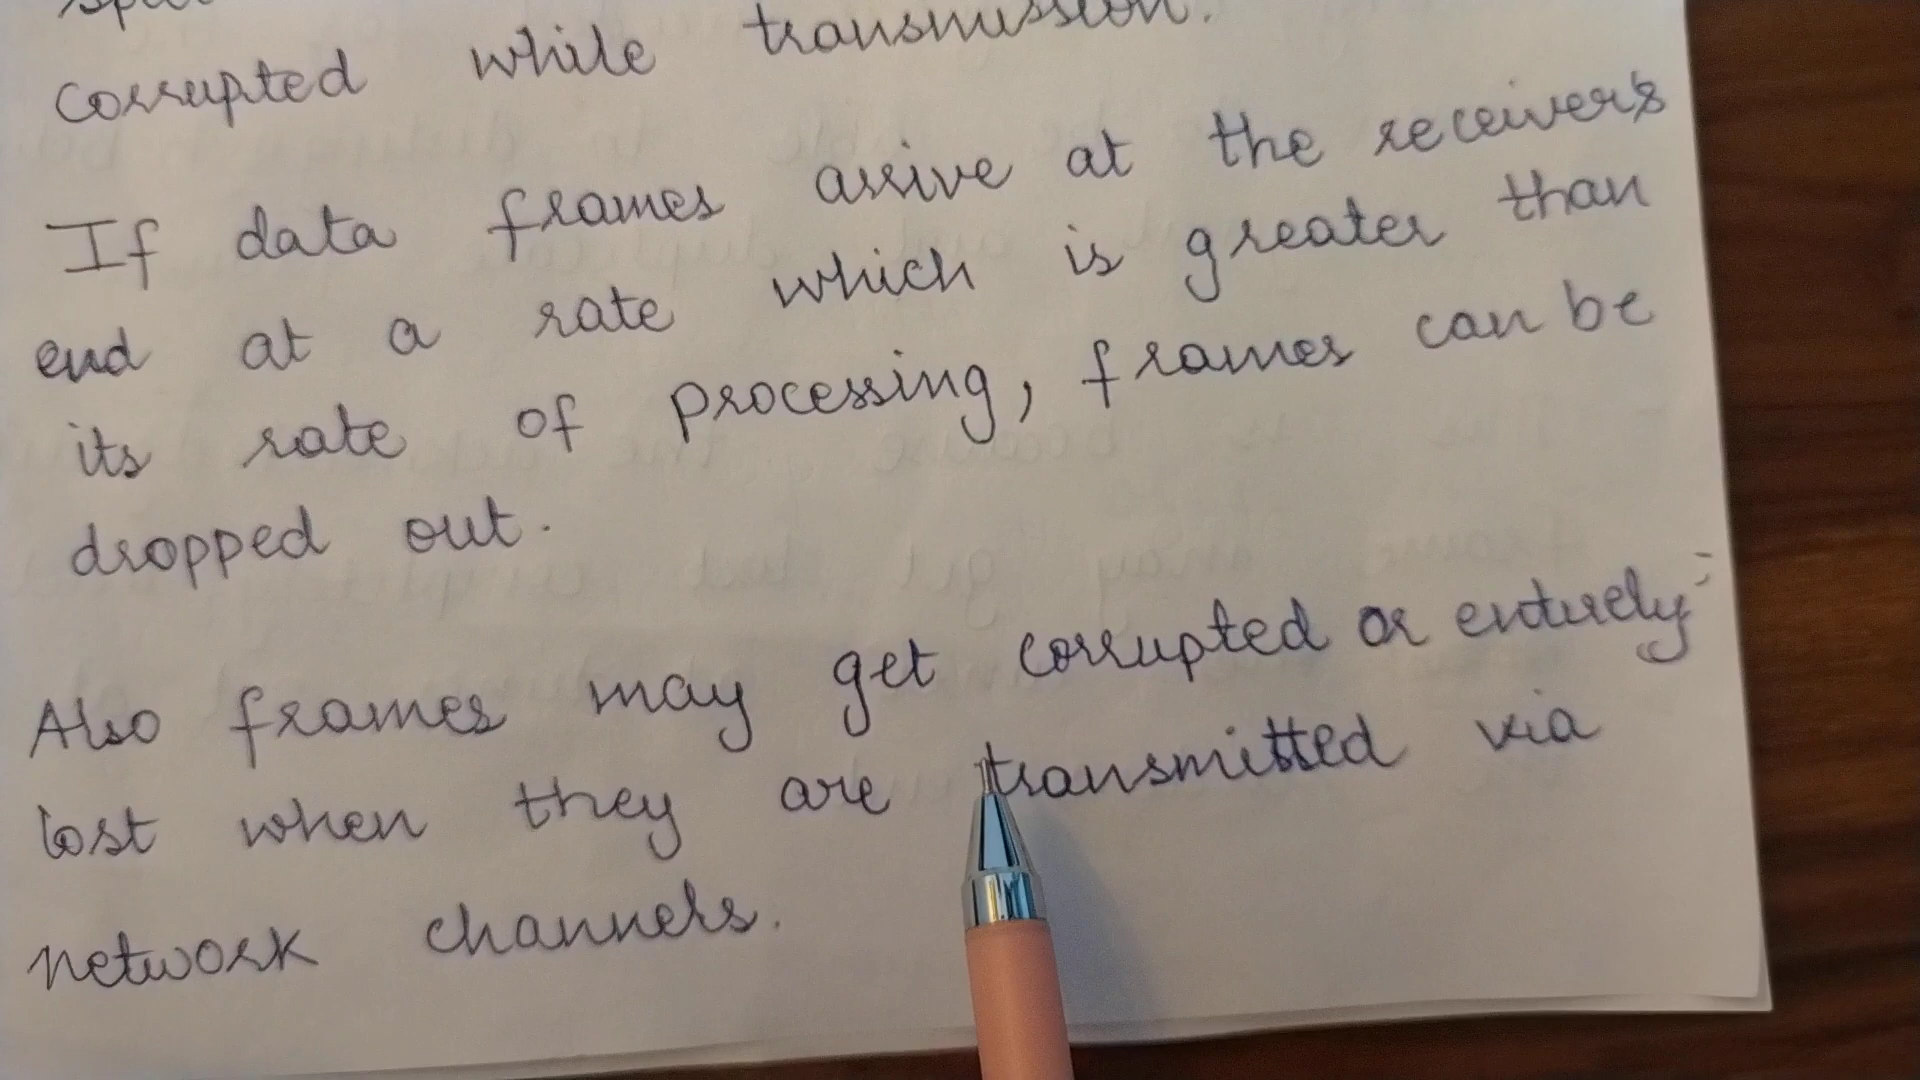 corrupted while transmission.
If data frames arrive at the receivers
end at a rate which is greater than
its rate of processing, frames can be
dropped out.
Also frames may get corrupted or entirely
lost when they are transmitted via
network channels.